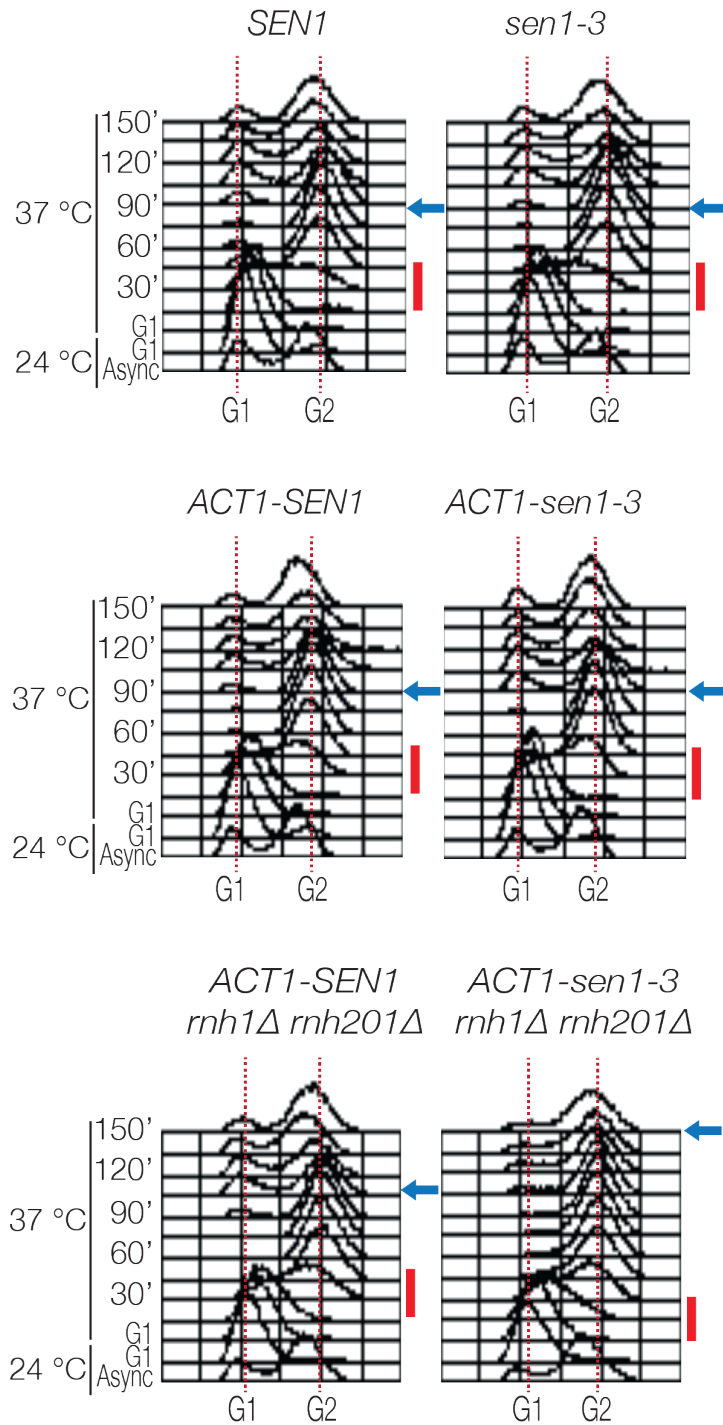 SEN1 sen1-3
150’
120’
37 °C 90’
60’
30’
G1
24 °C G1
Async
G1 G2 G1 G2
ACT1-SEN1 ACT1-sen1-3
150’
120’
37 °C 90’
60’
30’
G1
24 °C G1
Async
G1 G2 G1 G2
ACT1-SEN1 ACT1-sen1-3
rnh1Δ rnh201Δ rnh1Δ rnh201Δ
150’
120’
37 °C 90’
60’
30’
G1
24 °C G1
Async
G1 G2 G1 G2